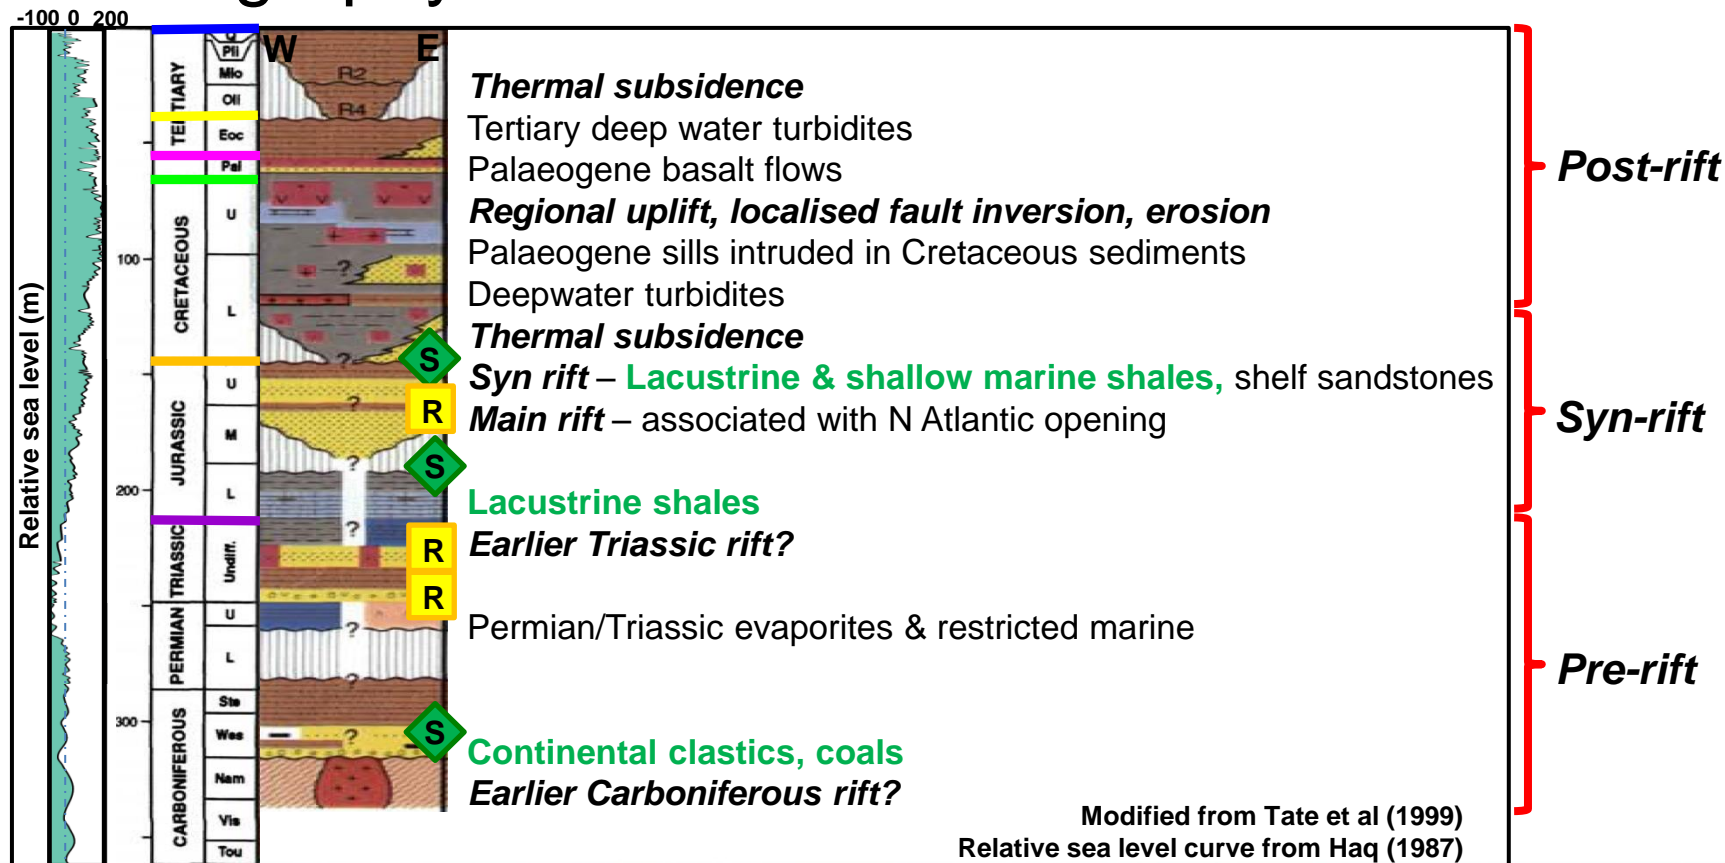 -100 0 200
Relative sea level (m)
100
200
300
TERTIARY
CRETACEOUS
JURASSIC
TRIASSIC
PERMIAN
CARBONIFEROUS
Q
Pli
Mio
Oli
Eoc
Pal
U
L
U
M
L
Undiff.
U
L
Ste
Wes
Nam
Vis
Tou
W E
R2
R4
?
?
?
?
?
?
?
?
S
R
S
R
R
S
Thermal subsidence
Tertiary deep water turbidites
Palaeogene basalt flows
Regional uplift, localised fault inversion, erosion
Palaeogene sills intruded in Cretaceous sediments
Deepwater turbidites
Thermal subsidence
Syn rift – Lacustrine & shallow marine shales, shelf sandstones
Main rift – associated with N Atlantic opening
Lacustrine shales
Earlier Triassic rift?
Permian/Triassic evaporites & restricted marine
Continental clastics, coals
Earlier Carboniferous rift?
Modified from Tate et al (1999)
Relative sea level curve from Haq (1987)
Post-rift
Syn-rift
Pre-rift